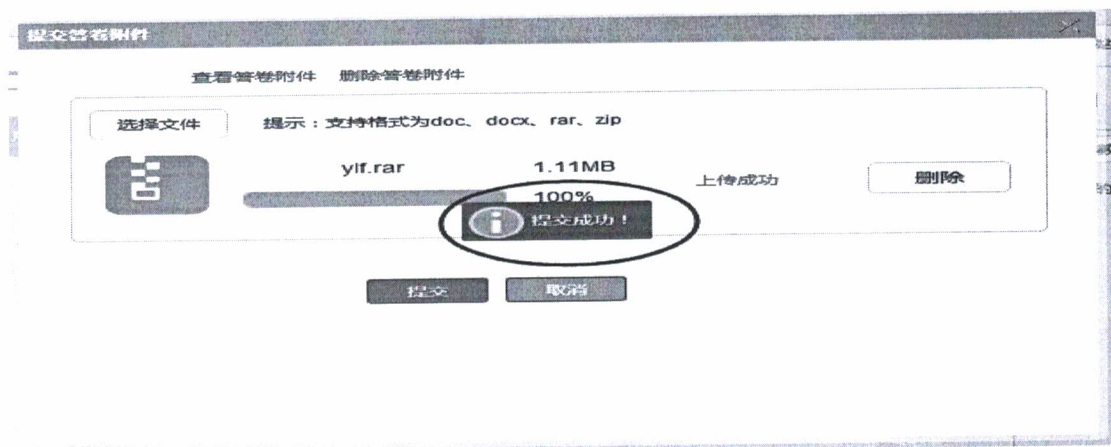 提交答卷附件
查看答卷附件 删除答卷附件
选择文件 提示：支持格式为doc、docx、rar、zip
ylf.rar 1.11MB
上传成功 删除
100%
提交成功！
提交 取消